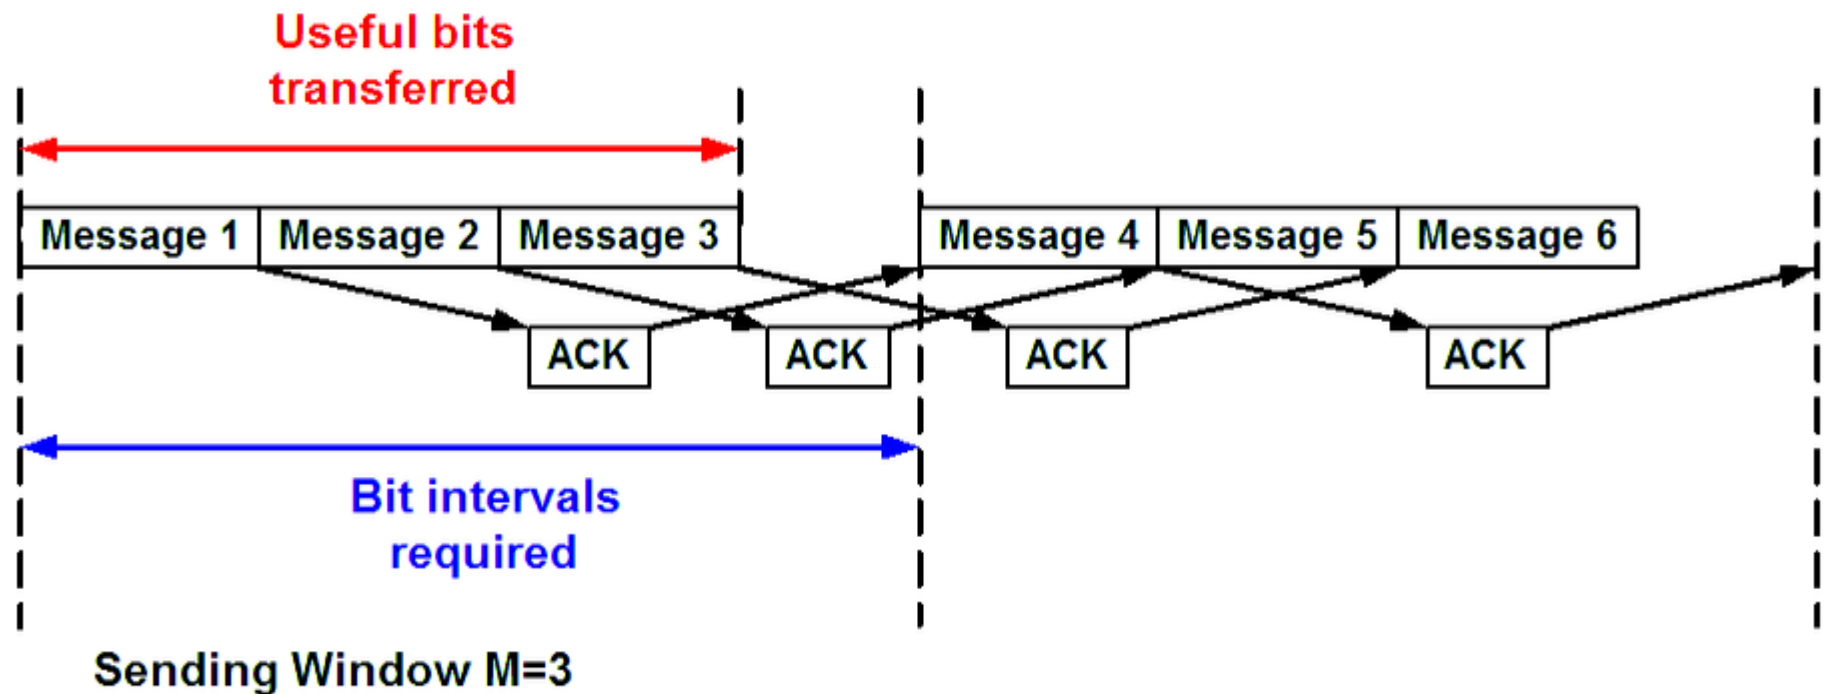 Useful bits
transferred
Message 1 Message 2 Message 3 Message 4 Message 5 Message 6
ACK ACK ACK ACK
Bit intervals
required
Sending Window M=3